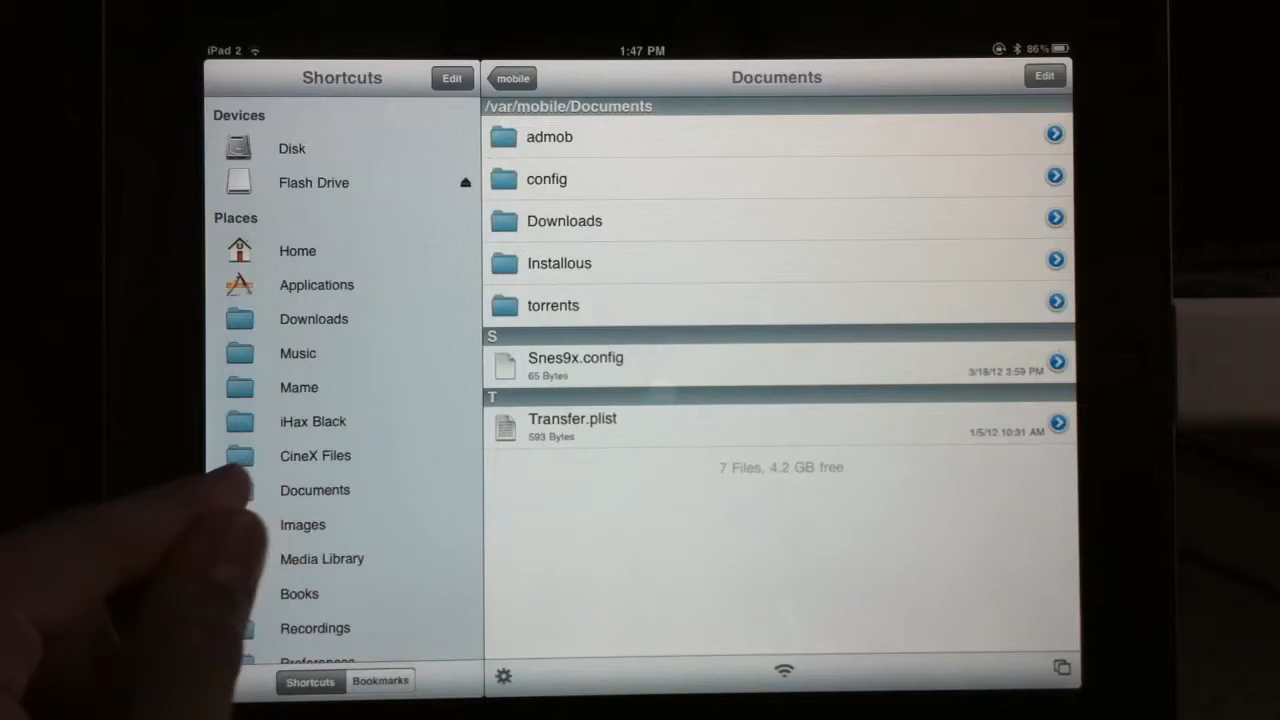 iPad 2
1:47 PM
86%
Shortcuts
Edit
mobile
Documents
Edit
Devices
Disk
Flash Drive
Places
Home
Applications
Downloads
Music
Mame
iHax Black
CineX Files
Documents
Images
Media Library
Books
Recordings
Preferences
Shortcuts
Bookmarks
/var/mobile/Documents
admob
config
Downloads
Installous
torrents
S
Snes9x.config
65 Bytes
3/18/12 3:59 PM
T
Transfer.plist
593 Bytes
1/5/12 10:31 AM
7 Files, 4.2 GB free